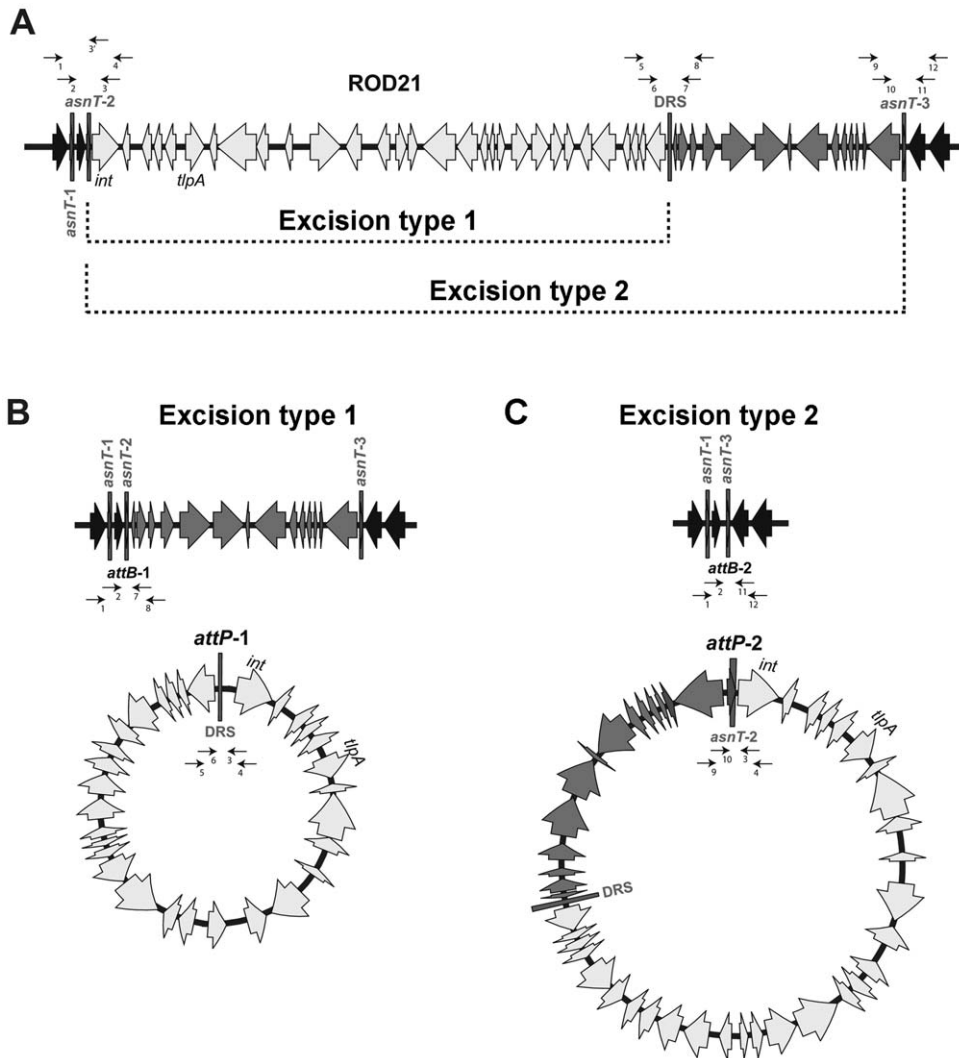 A
3'
1 4 5 8 9 12
2 3 ROD21 6 7 10 11
asnT-2 DRS asnT-3
int tlpA
asnT-1
Excision type 1
Excision type 2
B Excision type 1
asnT-1 asnT-2 asnT-3
attB-1
2 7
1 8
attP-1
int
tlpA
DRS
6 3
5 4
C Excision type 2
asnT-1 asnT-3
attB-2
2 11
1 12
attP-2
int
tlpA
asnT-2
10 3
9 4
DRS